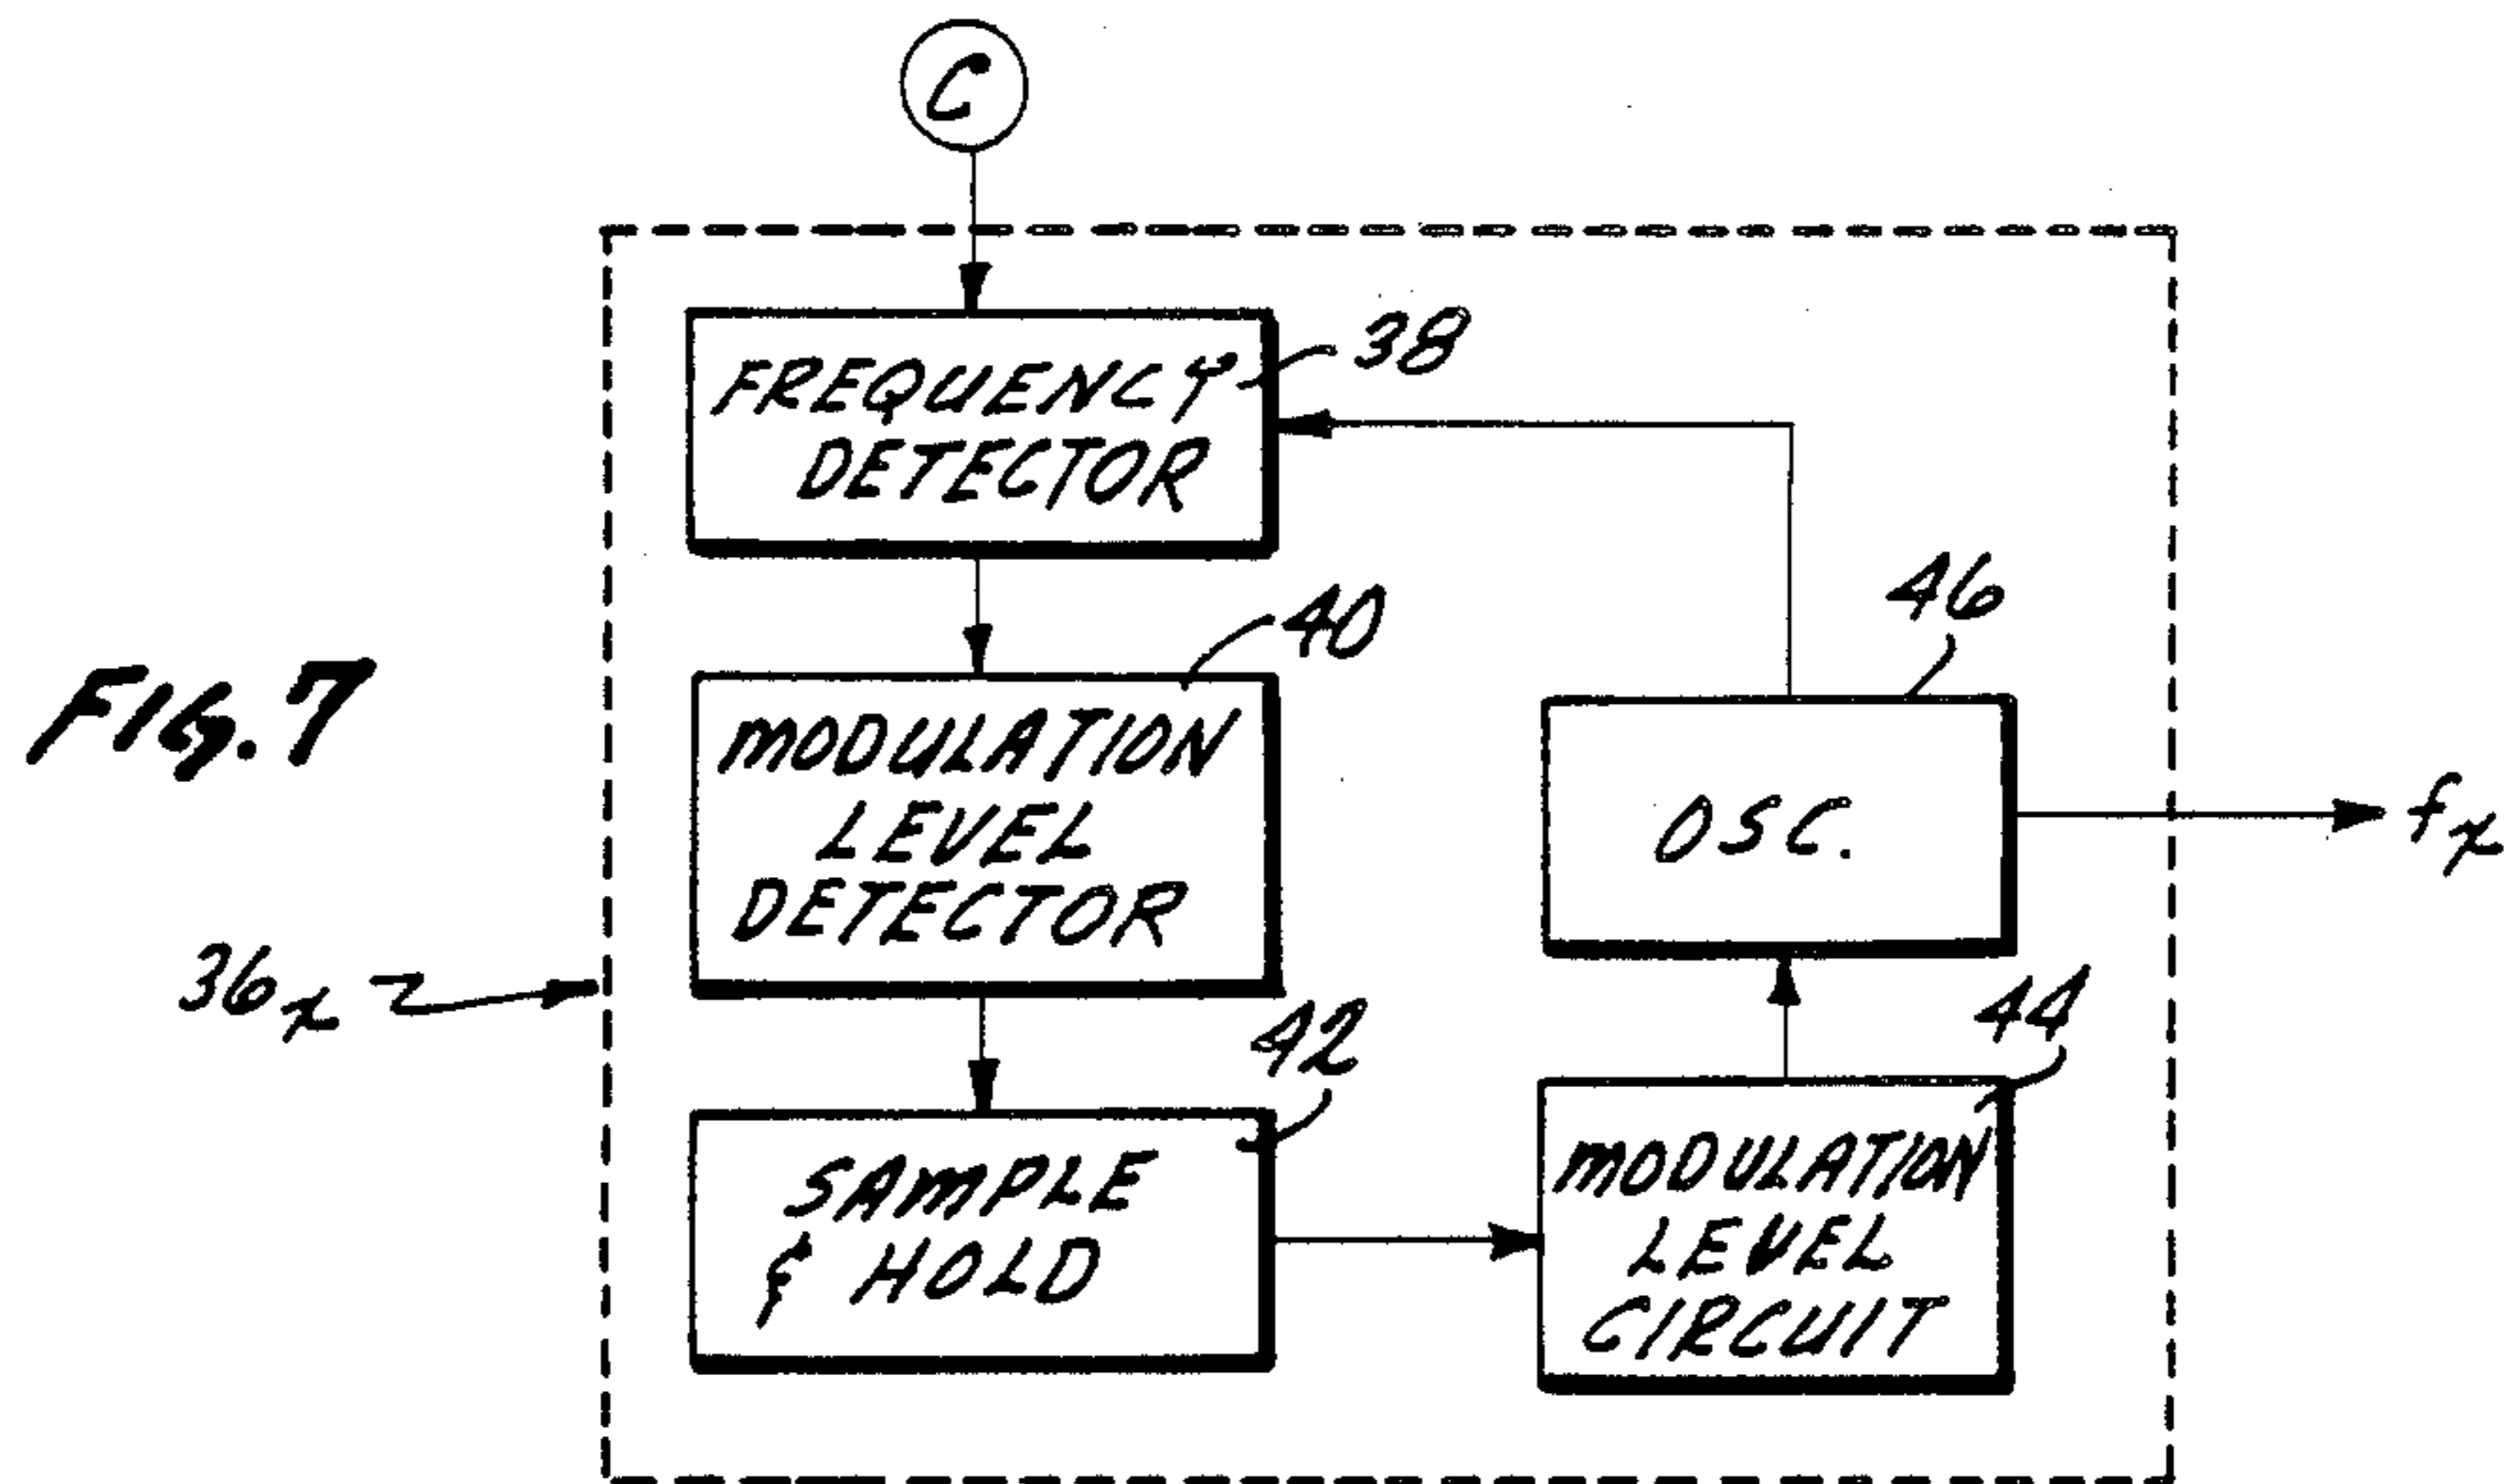 C
FREQUENCY
DETECTOR
38
40
MODULATION
LEVEL
DETECTOR
46
OSC.
fx
FIG. 7
36x
42
SAMPLE
& HOLD
44
MODULATION
LEVEL
CIRCUIT